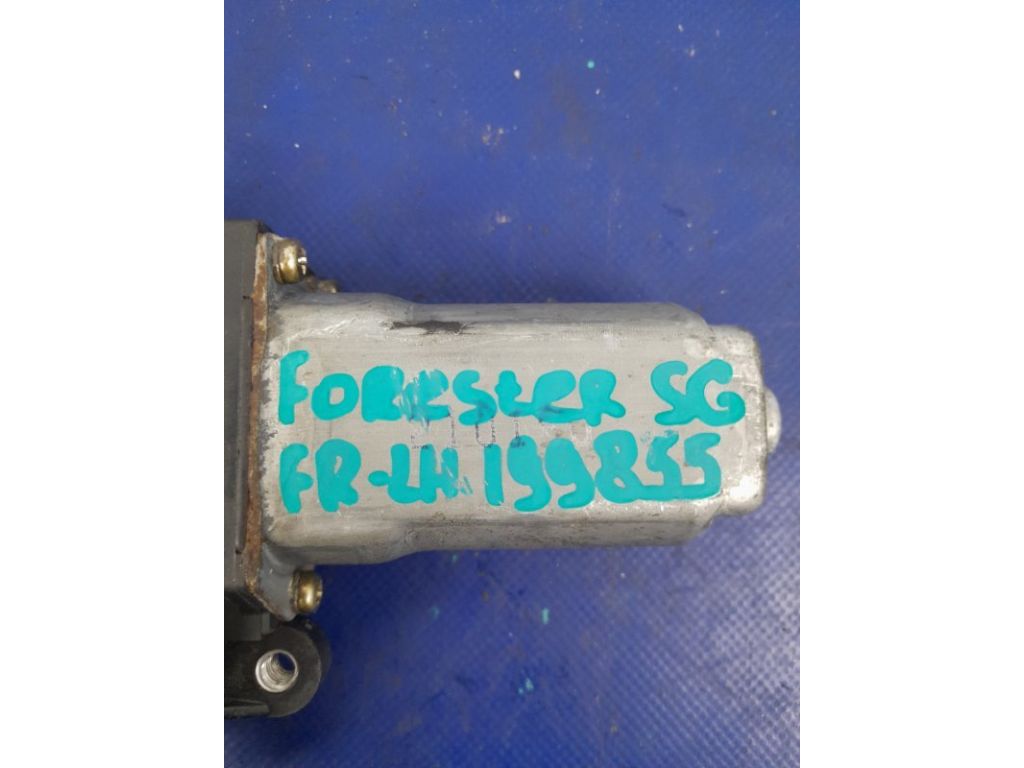 FORESTER SG
FR-LH 199855